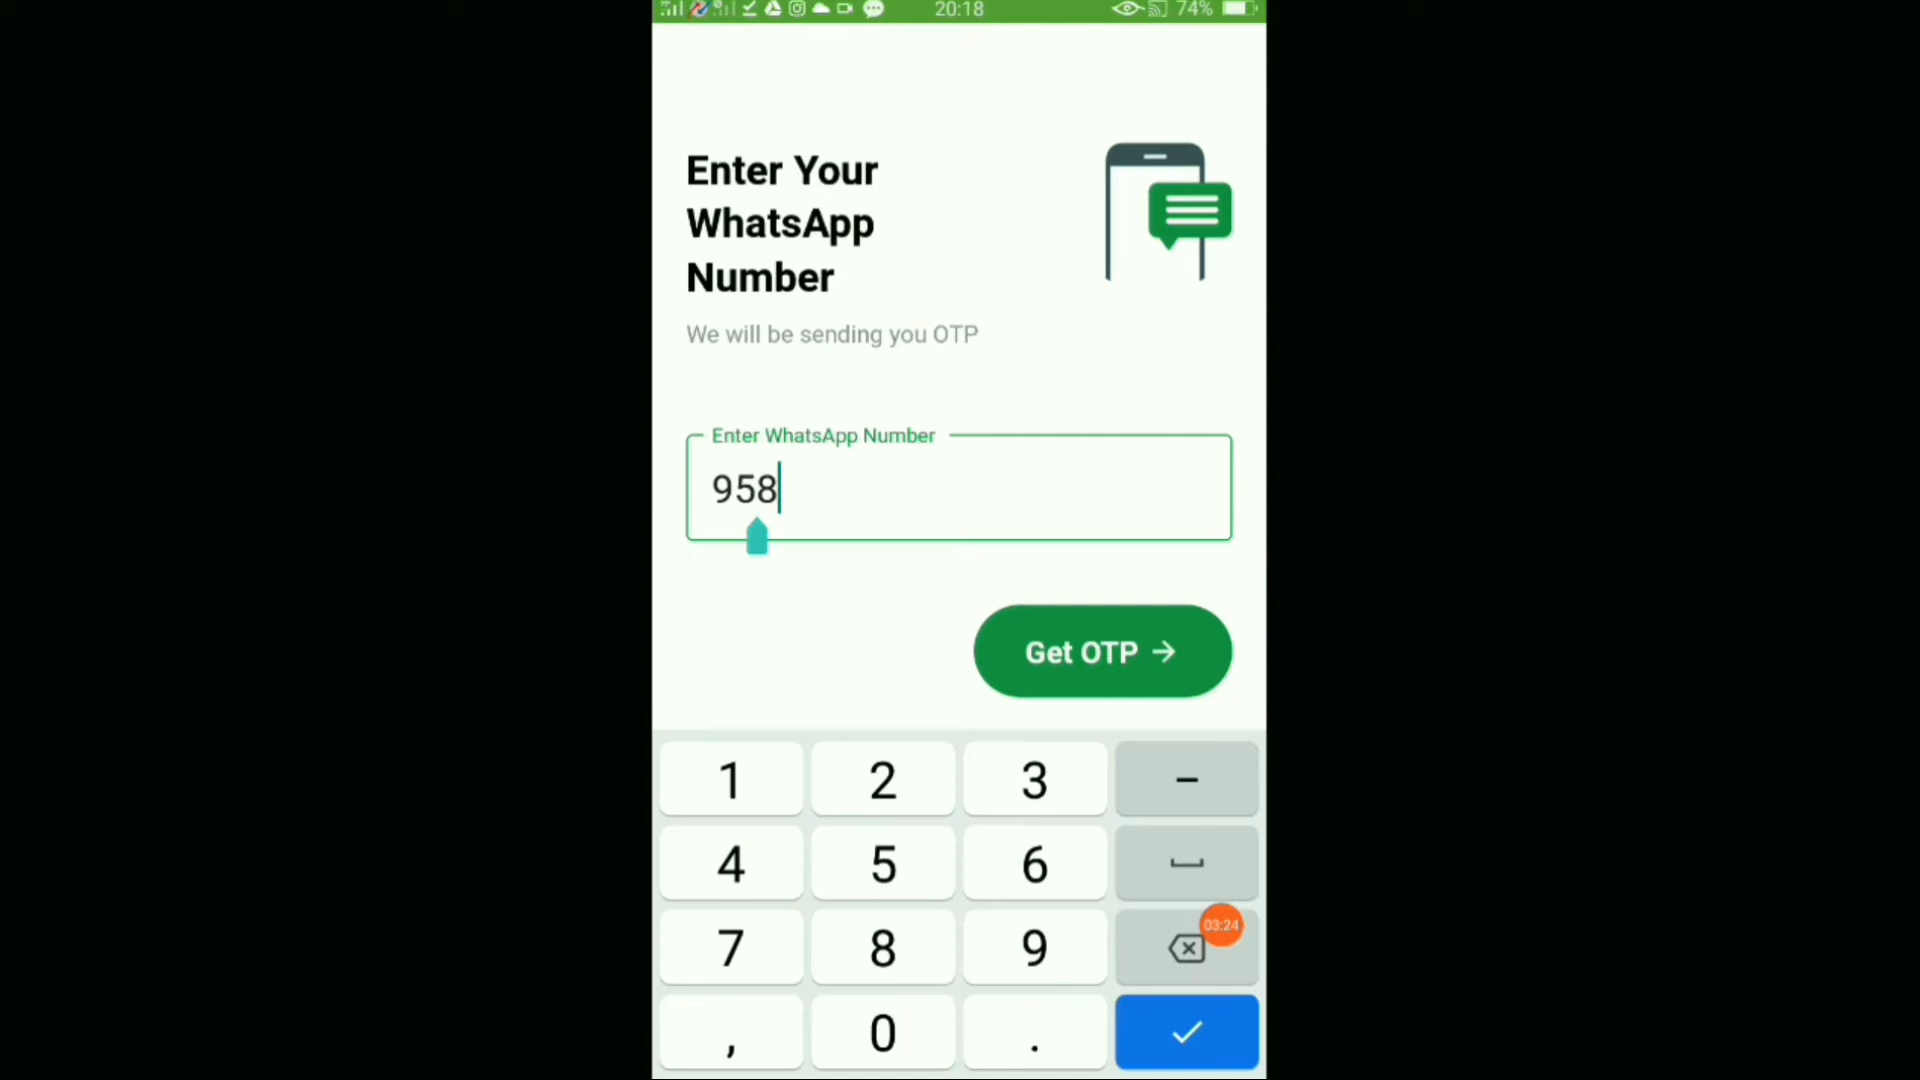 20:18
74%
Enter Your
WhatsApp
Number
We will be sending you OTP
Enter WhatsApp Number
958
Get OTP →
1 2 3 –
4 5 6
7 8 9
03:24
, 0 .